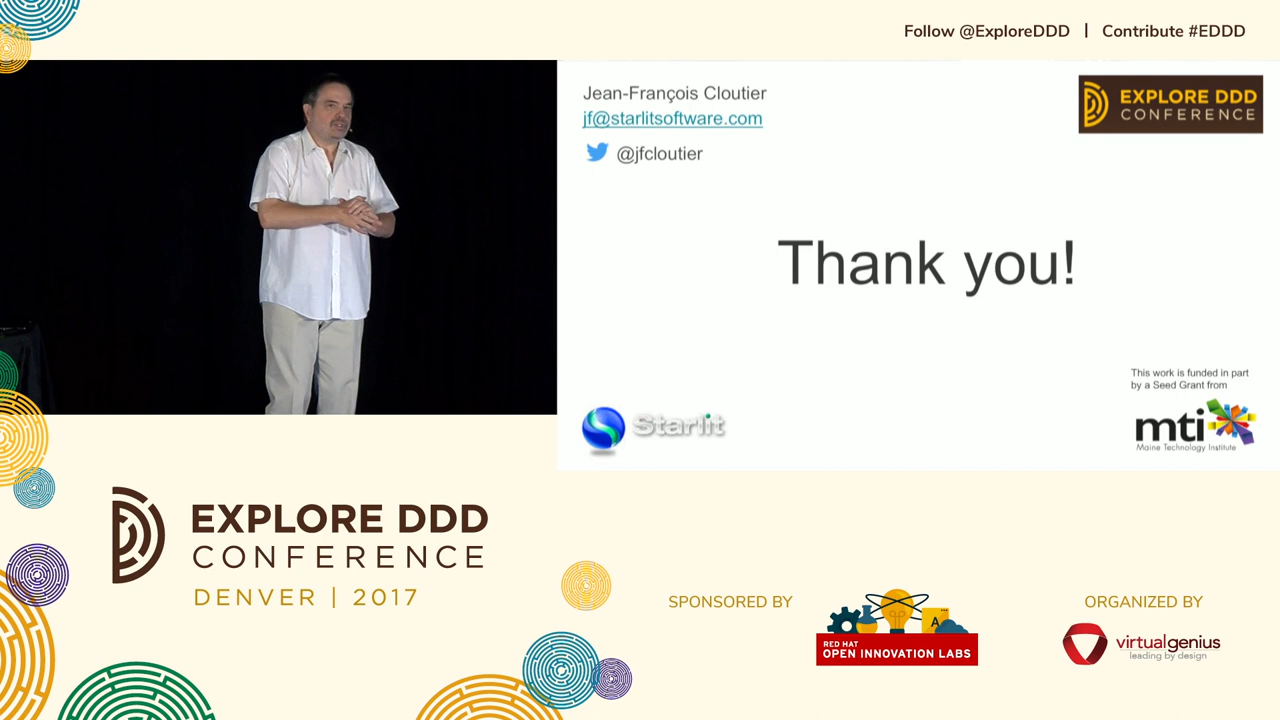 Follow @ExploreDDD | Contribute #EDDD
Jean-François Cloutier
jf@starlitsoftware.com
@jfcloutier
EXPLORE DDD
CONFERENCE
Thank you!
This work is funded in part
by a Seed Grant from
mti
Maine Technology Institute
Starlit
EXPLORE DDD
CONFERENCE
DENVER | 2017
SPONSORED BY
A
RED HAT
OPEN INNOVATION LABS
ORGANIZED BY
virtualgenius
leading by design